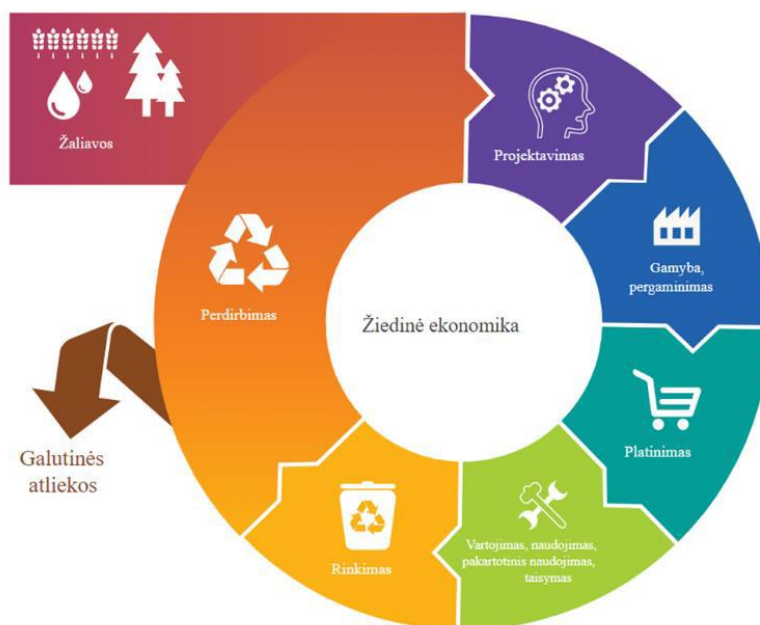 Žaliavos
Projektavimas
Gamyba,
pergaminimas
Platinimas
Vartojimas, naudojimas,
pakartotinis naudojimas,
taisymas
Rinkimas
Perdirbimas
Galutinės
atliekos
Žiedinė ekonomika